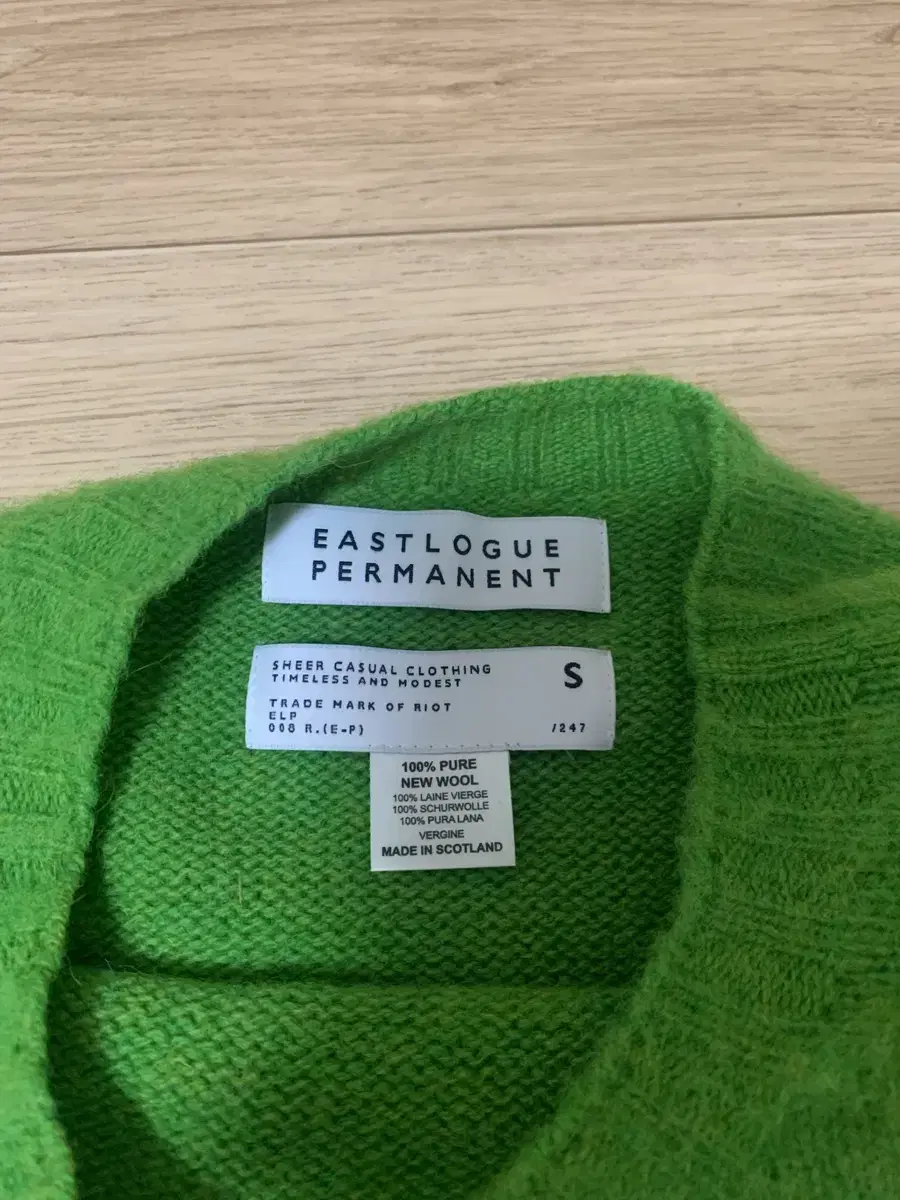 EASTLOGUE
PERMANENT
SHEER CASUAL CLOTHING
TIMELESS AND MODEST
S
TRADE MARK OF RIOT
ELP
008 R.(E-P)
/247
100% PURE
NEW WOOL
100% LAINE VIERGE
100% SCHURWOLLE
100% PURA LANA
VERGINE
MADE IN SCOTLAND